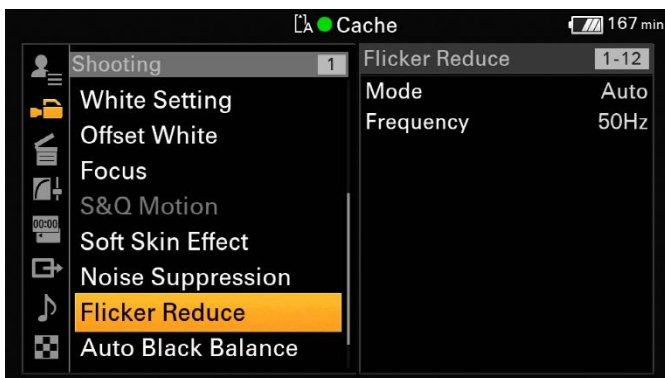 A Cache 167 min
Shooting 1
White Setting
Offset White
Focus
S&Q Motion
Soft Skin Effect
Noise Suppression
Flicker Reduce
Auto Black Balance
00:00
Flicker Reduce 1-12
Mode Auto
Frequency 50Hz